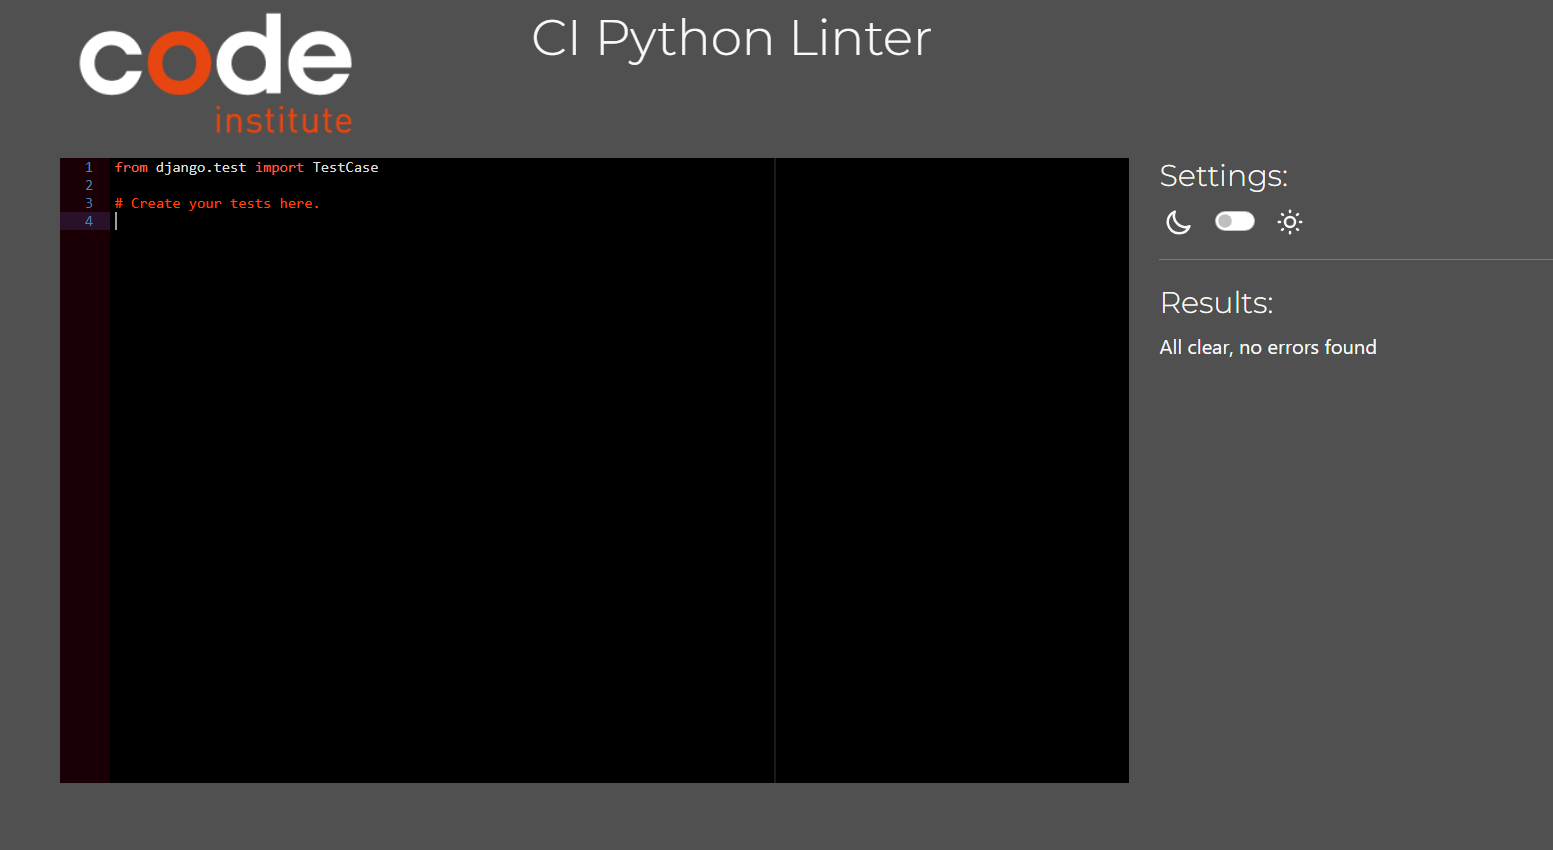 code
institute
CI Python Linter
1 from django.test import TestCase
2
3 # Create your tests here.
4
Settings:
Results:
All clear, no errors found